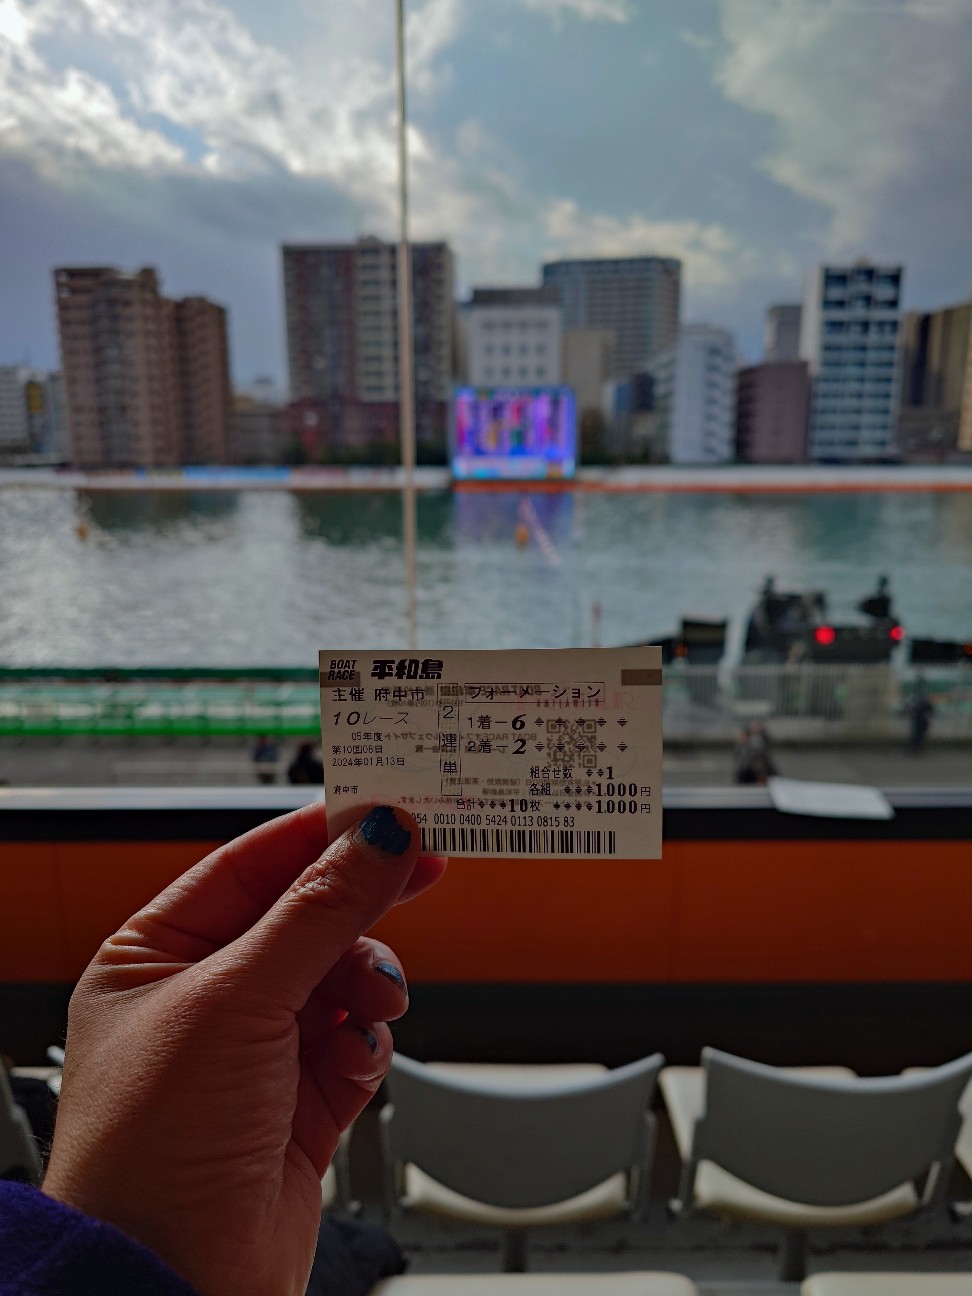 BOAT RACE 平和島
主催 府中市
10レース
05年度
第10回08日
2024年01月13日
府中市
2連単
フォーメーション
1着－6
2着－2
組合せ数 1
各組 1,000円
合計 10枚 1,000円
054 0010 0400 5424 0113 0815 83